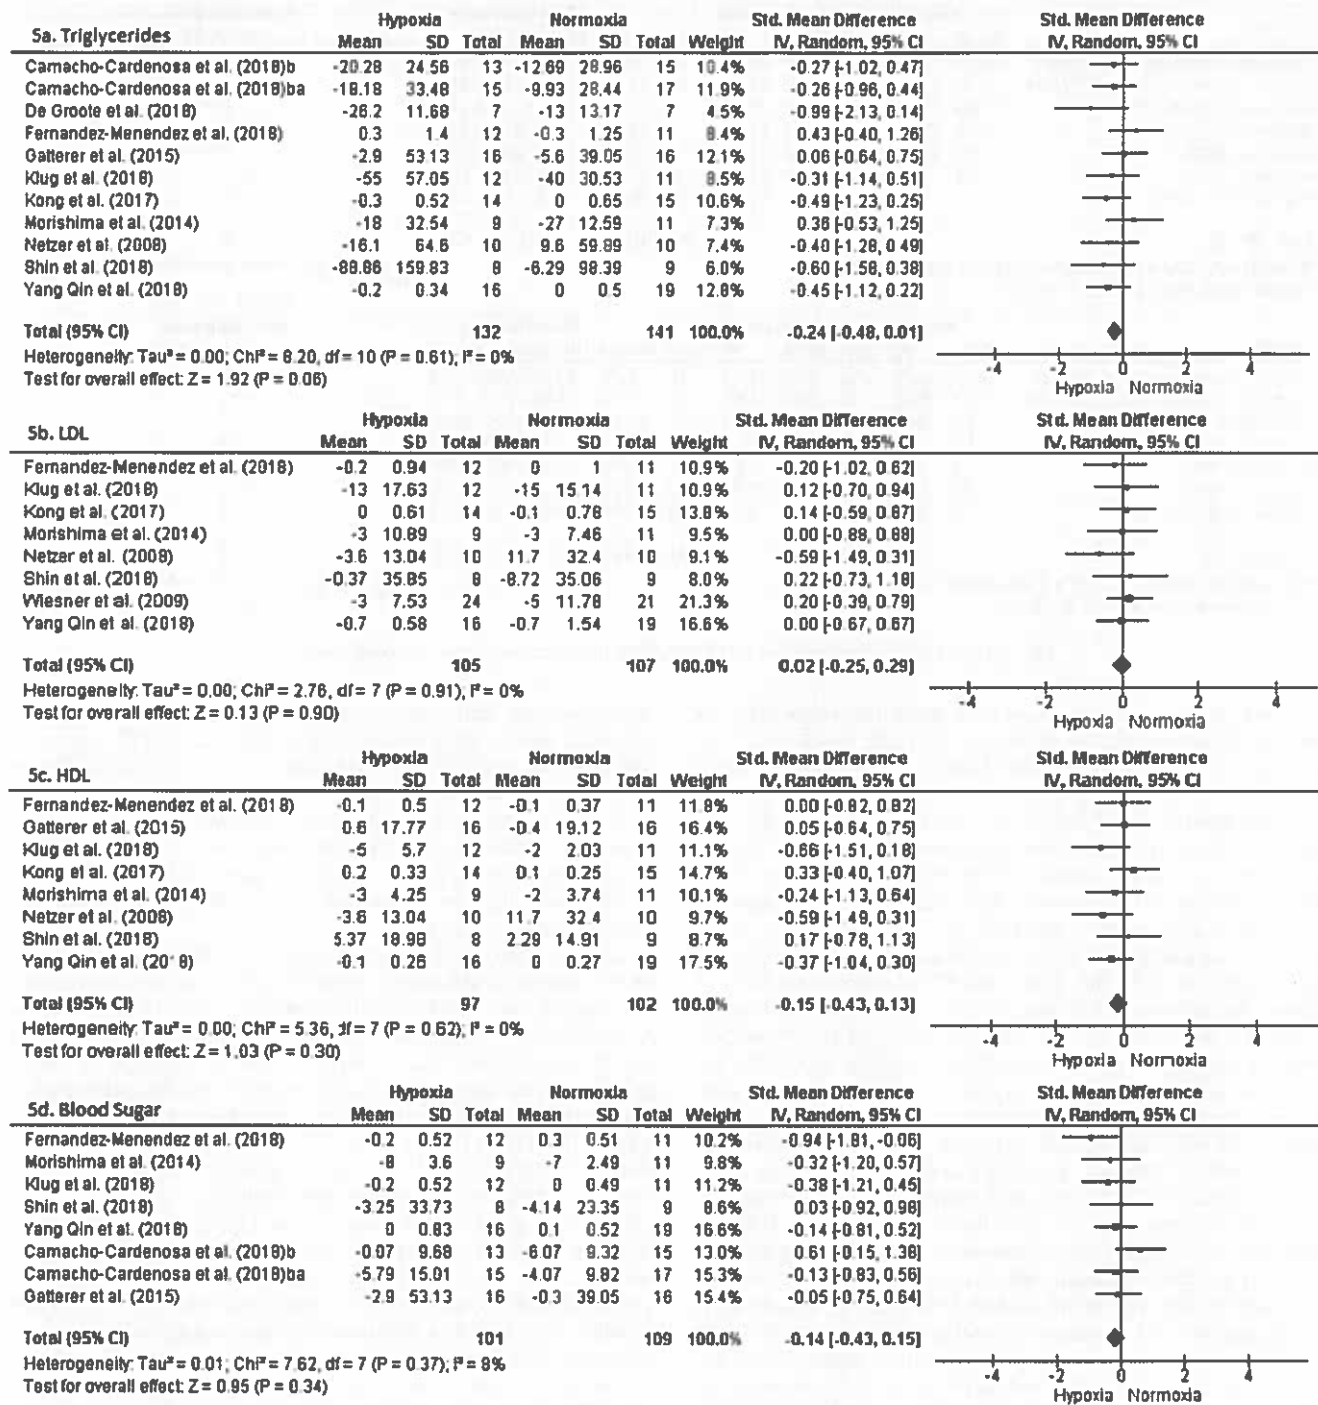 Hypoxia Normoxia Std. Mean Difference Std. Mean Difference
5a. Triglycerides Mean SD Total Mean SD Total Weight IV, Random, 95% CI IV, Random, 95% CI
Camacho-Cardenosa et al. (2018)b -20.28 24.56 13 -12.69 28.96 15 10.4% -0.27 [-1.02, 0.47]
Camacho-Cardenosa et al. (2018)ba -18.18 33.48 15 -9.93 28.44 17 11.9% -0.26 [-0.96, 0.44]
De Groote et al. (2018) -26.2 11.68 7 -13 13.17 7 4.5% -0.99 [-2.13, 0.14]
Fernandez-Menendez et al. (2018) 0.3 1.4 12 -0.3 1.25 11 8.4% 0.43 [-0.40, 1.26]
Gatterer et al. (2015) -2.9 53.13 16 -5.6 39.05 16 12.1% 0.06 [-0.64, 0.75]
Klug et al. (2018) -55 57.05 12 -40 30.53 11 8.5% -0.31 [-1.14, 0.51]
Kong et al. (2017) -0.3 0.52 14 0 0.65 15 10.6% -0.49 [-1.23, 0.25]
Morishima et al. (2014) -18 32.54 9 -27 12.59 11 7.3% 0.36 [-0.53, 1.25]
Netzer et al. (2008) -16.1 64.6 10 9.6 59.89 10 7.4% -0.40 [-1.28, 0.49]
Shin et al. (2018) -88.86 159.83 8 -6.29 98.39 9 6.0% -0.60 [-1.58, 0.38]
Yang Qin et al. (2018) -0.2 0.34 16 0 0.5 19 12.8% -0.45 [-1.12, 0.22]
Total (95% CI) 132 141 100.0% -0.24 [-0.48, 0.01]
Heterogeneity: Tau² = 0.00; Chi² = 8.20, df = 10 (P = 0.61); I² = 0%
Test for overall effect: Z = 1.92 (P = 0.06)
-4 -2 0 2 4
Hypoxia Normoxia
Hypoxia Normoxia Std. Mean Difference Std. Mean Difference
5b. LDL Mean SD Total Mean SD Total Weight IV, Random, 95% CI IV, Random, 95% CI
Fernandez-Menendez et al. (2018) -0.2 0.94 12 0 1 11 10.9% -0.20 [-1.02, 0.62]
Klug et al. (2018) -13 17.63 12 -15 15.14 11 10.9% 0.12 [-0.70, 0.94]
Kong et al. (2017) 0 0.61 14 -0.1 0.78 15 13.8% 0.14 [-0.59, 0.87]
Morishima et al. (2014) -3 10.89 9 -3 7.46 11 9.5% 0.00 [-0.88, 0.88]
Netzer et al. (2008) -3.6 13.04 10 11.7 32.4 10 9.1% -0.59 [-1.49, 0.31]
Shin et al. (2018) -0.37 35.85 8 -8.72 35.06 9 8.0% 0.22 [-0.73, 1.18]
Wiesner et al. (2009) -3 7.53 24 -5 11.78 21 21.3% 0.20 [-0.39, 0.79]
Yang Qin et al. (2018) -0.7 0.58 16 -0.7 1.54 19 16.6% 0.00 [-0.67, 0.67]
Total (95% CI) 105 107 100.0% 0.02 [-0.25, 0.29]
Heterogeneity: Tau² = 0.00; Chi² = 2.76, df = 7 (P = 0.91); I² = 0%
Test for overall effect: Z = 0.13 (P = 0.90)
-4 -2 0 2 4
Hypoxia Normoxia
Hypoxia Normoxia Std. Mean Difference Std. Mean Difference
5c. HDL Mean SD Total Mean SD Total Weight IV, Random, 95% CI IV, Random, 95% CI
Fernandez-Menendez et al. (2018) -0.1 0.5 12 -0.1 0.37 11 11.8% 0.00 [-0.82, 0.82]
Gatterer et al. (2015) 0.6 17.77 16 -0.4 19.12 16 16.4% 0.05 [-0.64, 0.75]
Klug et al. (2018) -5 5.7 12 -2 2.03 11 11.1% -0.66 [-1.51, 0.18]
Kong et al. (2017) 0.2 0.33 14 0.1 0.25 15 14.7% 0.33 [-0.40, 1.07]
Morishima et al. (2014) -3 4.25 9 -2 3.74 11 10.1% -0.24 [-1.13, 0.64]
Netzer et al. (2008) -3.6 13.04 10 11.7 32.4 10 9.7% -0.59 [-1.49, 0.31]
Shin et al. (2018) 5.37 18.98 8 2.29 14.91 9 8.7% 0.17 [-0.78, 1.13]
Yang Qin et al. (2018) -0.1 0.26 16 0 0.27 19 17.5% -0.37 [-1.04, 0.30]
Total (95% CI) 97 102 100.0% -0.15 [-0.43, 0.13]
Heterogeneity: Tau² = 0.00; Chi² = 5.36, df = 7 (P = 0.62); I² = 0%
Test for overall effect: Z = 1.03 (P = 0.30)
-4 -2 0 2 4
Hypoxia Normoxia
Hypoxia Normoxia Std. Mean Difference Std. Mean Difference
5d. Blood Sugar Mean SD Total Mean SD Total Weight IV, Random, 95% CI IV, Random, 95% CI
Fernandez-Menendez et al. (2018) -0.2 0.52 12 0.3 0.51 11 10.2% -0.94 [-1.81, -0.06]
Morishima et al. (2014) -8 3.6 9 -7 2.49 11 9.8% -0.32 [-1.20, 0.57]
Klug et al. (2018) -0.2 0.52 12 0 0.49 11 11.2% -0.38 [-1.21, 0.45]
Shin et al. (2018) -3.25 33.73 8 -4.14 23.35 9 8.6% 0.03 [-0.92, 0.98]
Yang Qin et al. (2018) 0 0.83 16 0.1 0.52 19 16.6% -0.14 [-0.81, 0.52]
Camacho-Cardenosa et al. (2018)b -0.07 9.68 13 -6.07 9.32 15 13.0% 0.61 [-0.15, 1.38]
Camacho-Cardenosa et al. (2018)ba -5.79 15.01 15 -4.07 9.82 17 15.3% -0.13 [-0.83, 0.56]
Gatterer et al. (2015) -2.9 53.13 16 -0.3 39.05 16 15.4% -0.05 [-0.75, 0.64]
Total (95% CI) 101 109 100.0% -0.14 [-0.43, 0.15]
Heterogeneity: Tau² = 0.01; Chi² = 7.62, df = 7 (P = 0.37); I² = 8%
Test for overall effect: Z = 0.95 (P = 0.34)
-4 -2 0 2 4
Hypoxia Normoxia